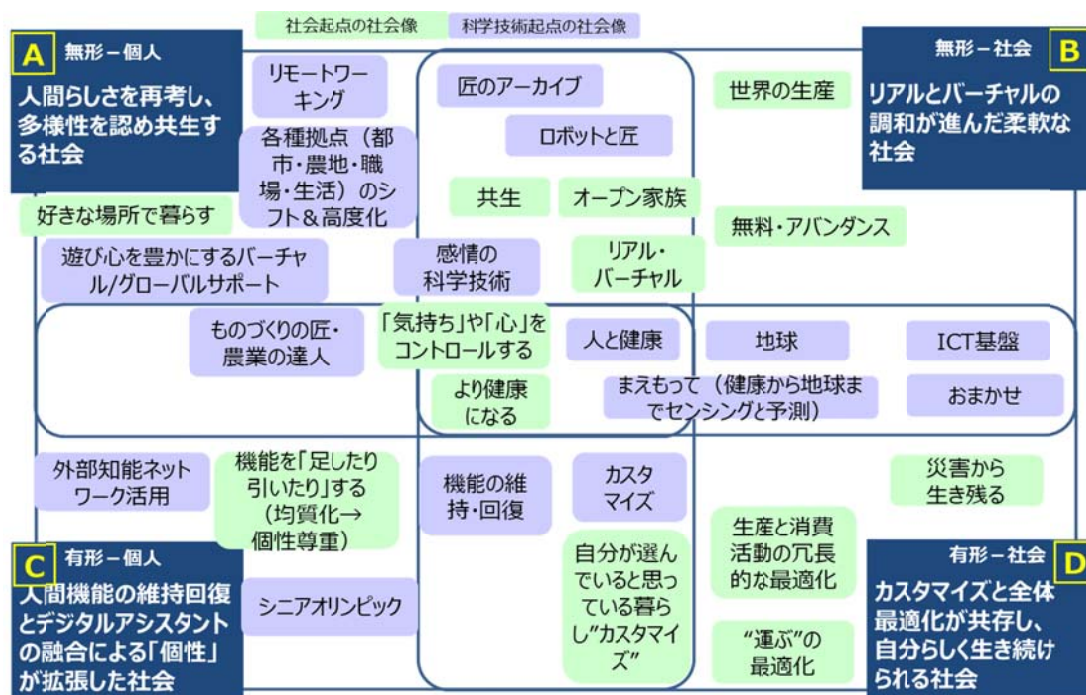 社会起点の社会像
科学技術起点の社会像
A
無形－個人
人間らしさを再考し、
多様性を認め共生す
る社会
リモートワー
キング
匠のアーカイブ
世界の生産
B
無形－社会
リアルとバーチャルの
調和が進んだ柔軟な
社会
各種拠点（都
市・農地・職
場・生活）のシ
フト＆高度化
ロボットと匠
好きな場所で暮らす
共生
オープン家族
無料・アバンダンス
遊び心を豊かにするバーチャ
ル/グローバルサポート
感情の
科学技術
リアル・
バーチャル
ものづくりの匠・
農業の達人
「気持ち」や「心」を
コントロールする
人と健康
地球
ICT基盤
より健康
になる
まえもって（健康から地球ま
でセンシングと予測）
おまかせ
外部知能ネット
ワーク活用
機能を「足したり
引いたり」する
（均質化→
個性尊重）
機能の維
持・回復
カスタ
マイズ
災害から
生き残る
C
有形－個人
人間機能の維持回復
とデジタルアシスタント
の融合による「個性」
が拡張した社会
シニアオリンピック
自分が選ん
でいると思っ
ている暮ら
し”カスタマイ
ズ”
生産と消費
活動の冗長
的な最適化
“運ぶ”の
最適化
D
有形－社会
カスタマイズと全体
最適化が共存し、
自分らしく生き続け
られる社会